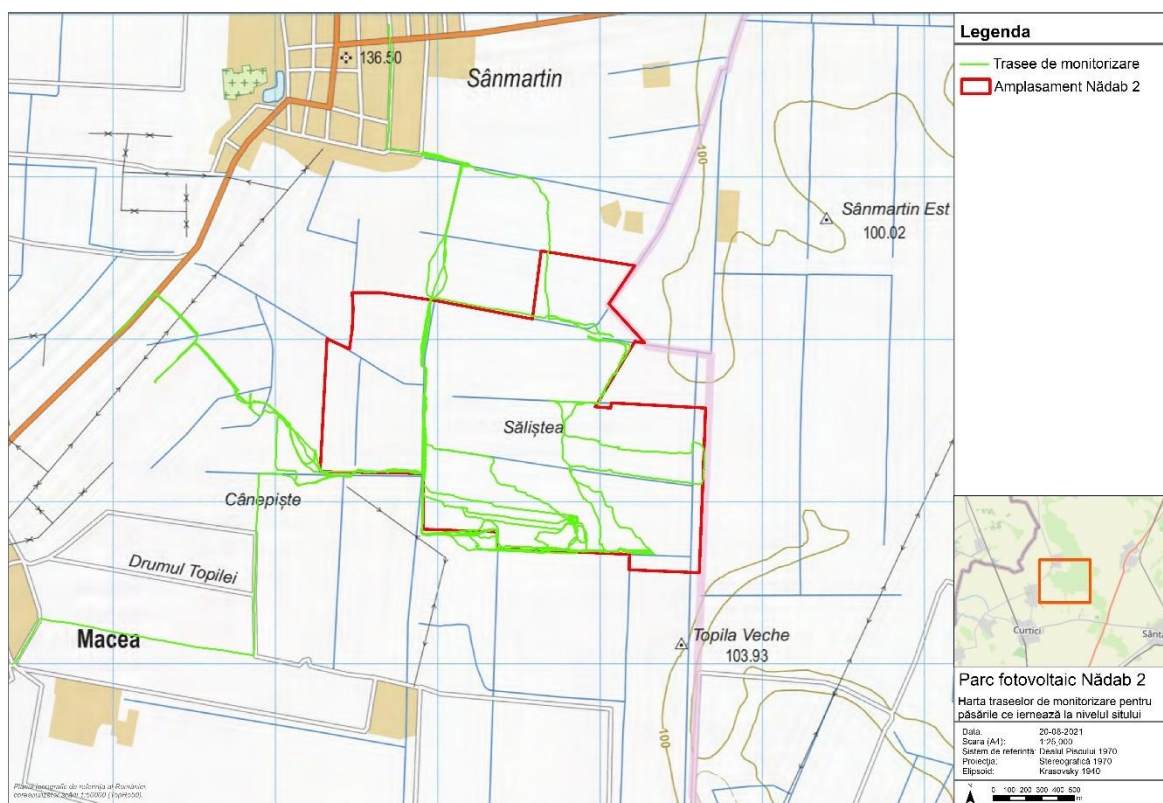 Sânmartin
136.50
100
Sânmartin Est
100.02
Săliștea
Cânepiște
Drumul Topilei
Macea
Topila Veche
103.93
100
Legenda
Trasee de monitorizare
Amplasament Nădab 2
Curtici
Sânta
Parc fotovoltaic Nădab 2
Harta traseelor de monitorizare pentru
păsările ce iernează la nivelul sitului
Data: 20-08-2021
Scara (A4): 1:25,000
Sistem de referință: Dealul Piscului 1970
Proiecția: Stereografică 1970
Elipsoid: Krasovsky 1940
N
0 100 200 300 400 500
m